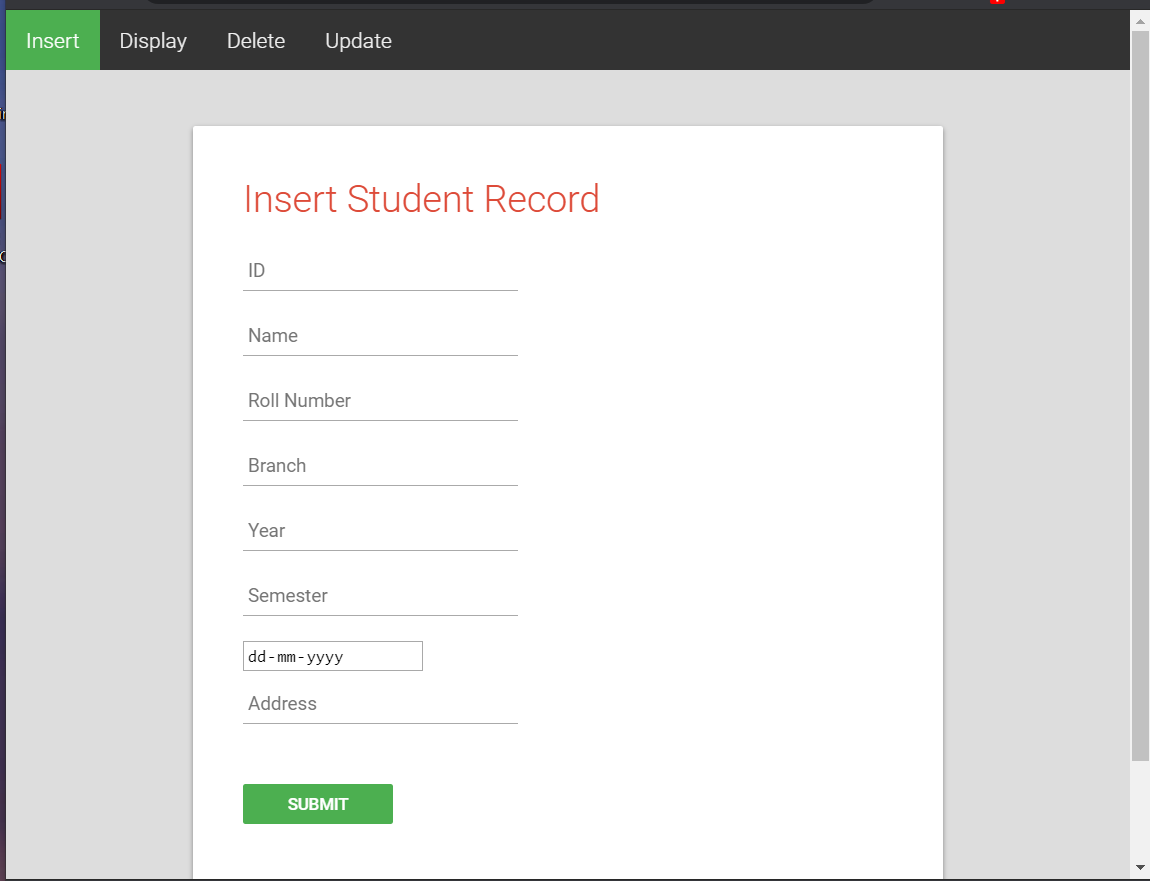 Insert Display Delete Update
Insert Student Record
ID
Name
Roll Number
Branch
Year
Semester
dd-mm-yyyy
Address
SUBMIT